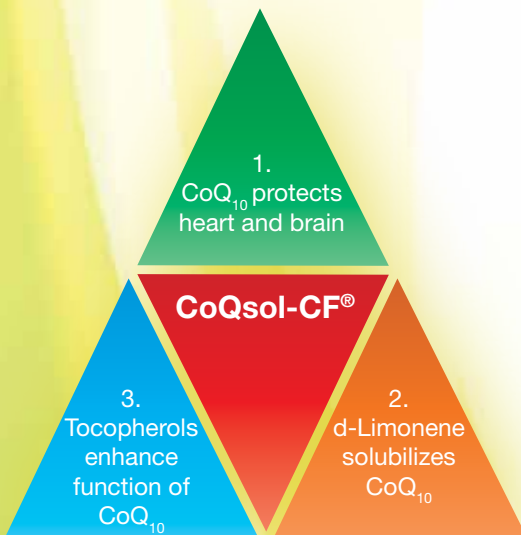 1.
CoQ₁₀ protects
heart and brain
CoQsol-CF®
3.
Tocopherols
enhance
function of
CoQ₁₀
2.
d-Limonene
solubilizes
CoQ₁₀